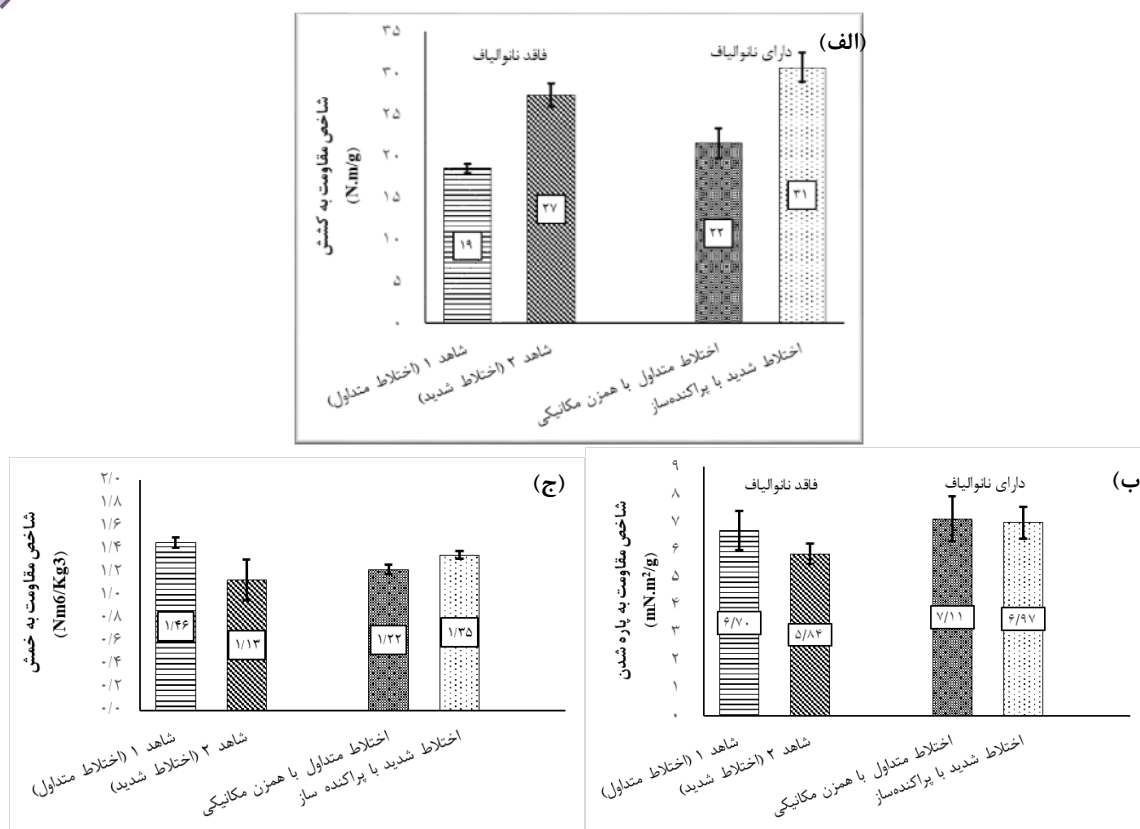 (الف)
فاقد نانوالیاف
دارای نانوالیاف
شاخص مقاومت به کشش
(N.m/g)
۳۵
۳۰
۲۵
۲۰
۱۵
۱۰
۵
۰
۱۹
۲۷
۲۲
۳۱
شاهد ۱ (اختلاط متداول)
شاهد ۲ (اختلاط شدید)
اختلاط متداول با همزن مکانیکی
اختلاط شدید با پراکنده‌ساز
ب)
فاقد نانوالیاف
دارای نانوالیاف
شاخص مقاومت به پاره شدن
(mN.m²/g)
۹
۸
۷
۶
۵
۴
۳
۲
۱
۰
۶/۷۰
۵/۸۴
۷/۱۱
۶/۹۷
شاهد ۱ (اختلاط متداول)
شاهد ۲ (اختلاط شدید)
اختلاط متداول با همزن مکانیکی
اختلاط شدید با پراکنده‌ساز
(ج)
شاخص مقاومت به خمش
(Nm6/Kg3)
۲/۰
۱/۸
۱/۶
۱/۴
۱/۲
۱/۰
۰/۸
۰/۶
۰/۴
۰/۲
۰/۰
۱/۴۶
۱/۱۳
۱/۲۲
۱/۳۵
شاهد ۱ (اختلاط متداول)
شاهد ۲ (اختلاط شدید)
اختلاط متداول با همزن مکانیکی
اختلاط شدید با پراکنده ساز